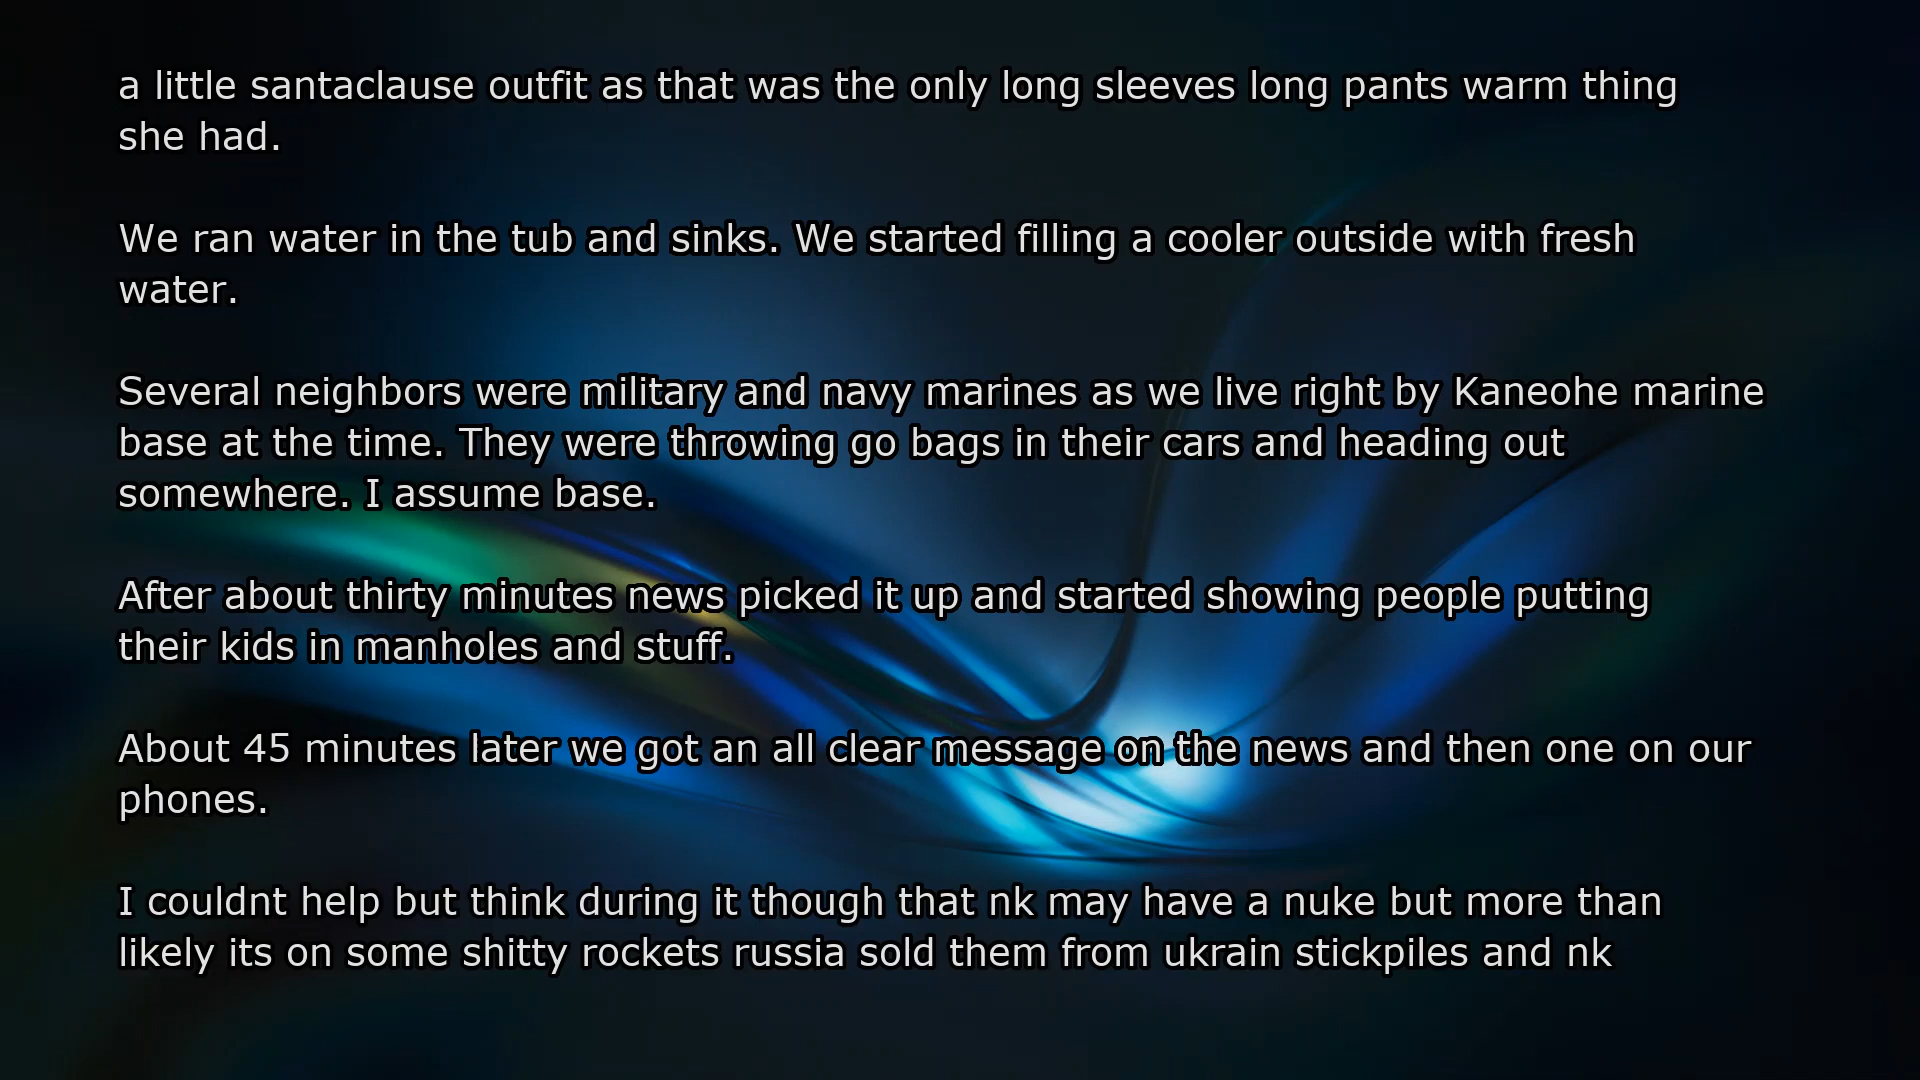 a little santaclause outfit as that was the only long sleeves long pants warm thing
she had.
We ran water in the tub and sinks. We started filling a cooler outside with fresh
water.
Several neighbors were military and navy marines as we live right by Kaneohe marine
base at the time. They were throwing go bags in their cars and heading out
somewhere. I assume base.
After about thirty minutes news picked it up and started showing people putting
their kids in manholes and stuff.
About 45 minutes later we got an all clear message on the news and then one on our
phones.
I couldnt help but think during it though that nk may have a nuke but more than
likely its on some shitty rockets russia sold them from ukrain stickpiles and nk